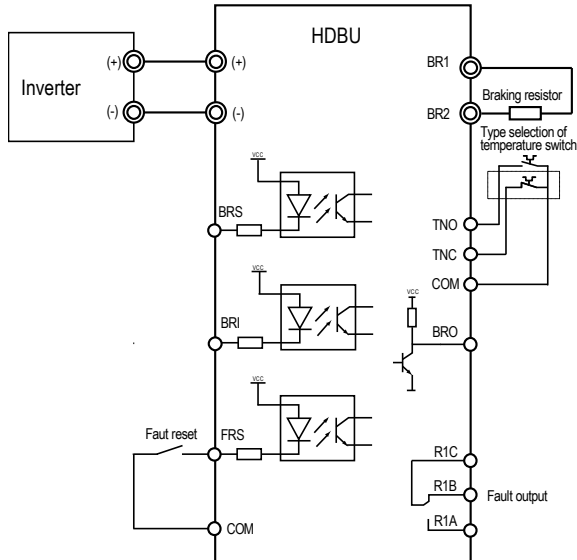 HDBU
Inverter
(+)
(-)
(+)
(-)
BR1
BR2
Braking resistor
Type selection of
temperature switch
VCC
BRS
TNO
TNC
COM
VCC
BRI
VCC
BRO
VCC
Faut reset
FRS
COM
R1C
R1B
R1A
Fault output